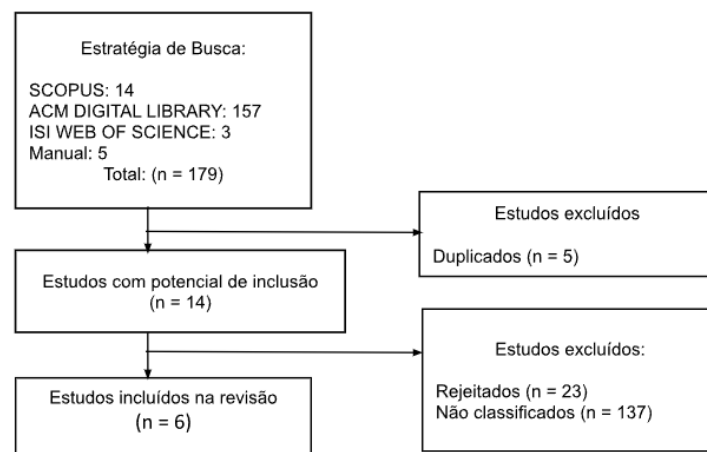 Estratégia de Busca:
SCOPUS: 14
ACM DIGITAL LIBRARY: 157
ISI WEB OF SCIENCE: 3
Manual: 5
Total: (n = 179)
Estudos excluídos
Duplicados (n = 5)
Estudos com potencial de inclusão
(n = 14)
Estudos excluídos:
Rejeitados (n = 23)
Não classificados (n = 137)
Estudos incluídos na revisão
(n = 6)